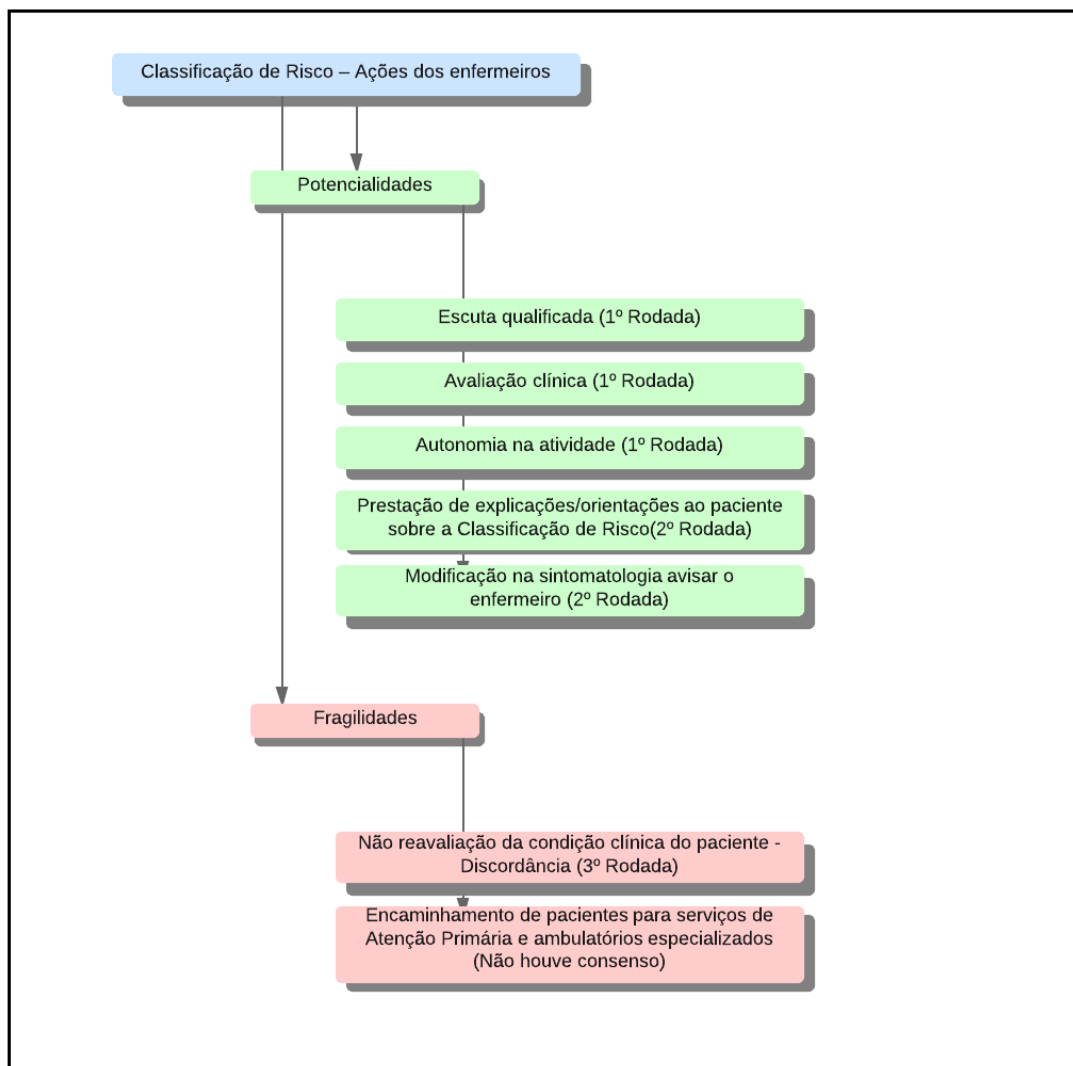 Classificação de Risco – Ações dos enfermeiros
Potencialidades
Escuta qualificada (1º Rodada)
Avaliação clínica (1º Rodada)
Autonomia na atividade (1º Rodada)
Prestação de explicações/orientações ao paciente
sobre a Classificação de Risco(2º Rodada)
Modificação na sintomatologia avisar o
enfermeiro (2º Rodada)
Fragilidades
Não reavaliação da condição clínica do paciente -
Discordância (3º Rodada)
Encaminhamento de pacientes para serviços de
Atenção Primária e ambulatórios especializados
(Não houve consenso)